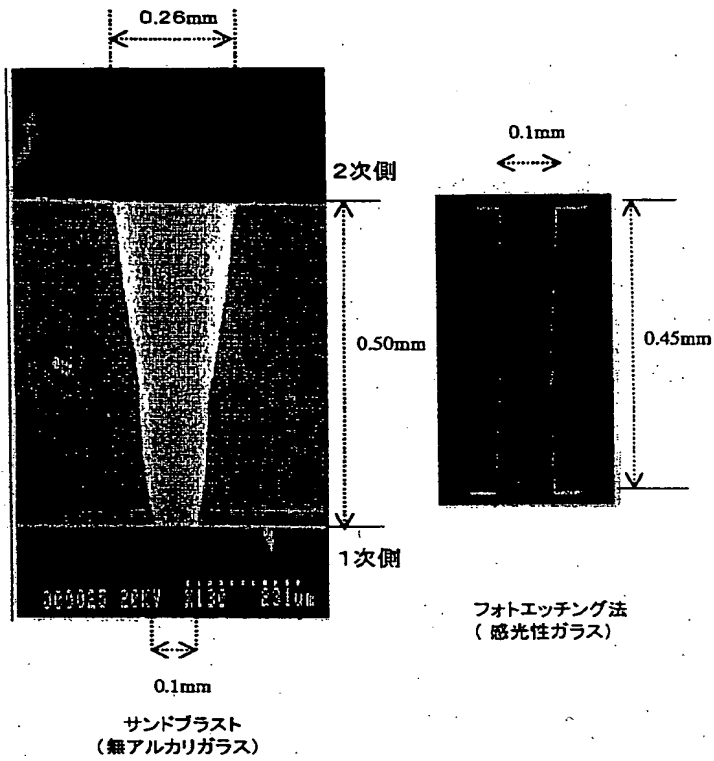 0.26mm
2次側
0.50mm
1次側
X130 231um
0.1mm
サンドブラスト
(無アルカリガラス)
0.1mm
0.45mm
フォトエッチング法
( 感光性ガラス)